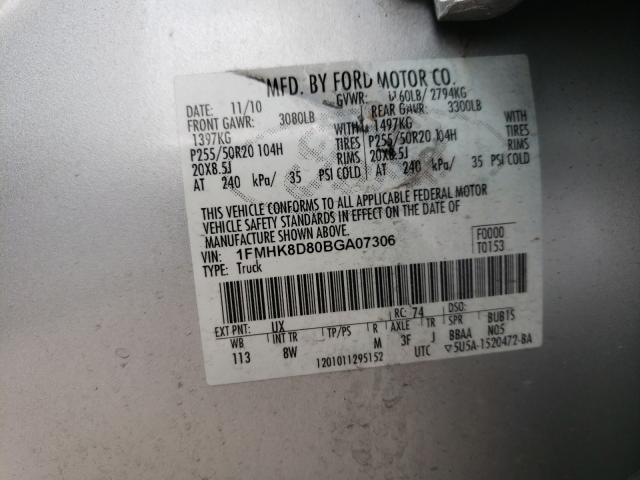 MFD. BY FORD MOTOR CO.
DATE: 11/10 GVWR: 60LB/ 2794KG
FRONT GAWR: 3080LB REAR GAWR: 3300LB
1397KG WITH 1497KG WITH
P255/50R20 104H TIRES P255/50R20 104H TIRES
20X8.5J RIMS 20X8.5J RIMS
AT 240 kPa/ 35 PSI COLD AT 240 kPa/ 35 PSI COLD
THIS VEHICLE CONFORMS TO ALL APPLICABLE FEDERAL MOTOR
VEHICLE SAFETY STANDARDS IN EFFECT ON THE DATE OF
MANUFACTURE SHOWN ABOVE.
VIN: 1FMHK8D80BGA07306 F0000
TYPE: Truck T0153
EXT PNT: UX RC: 74 DSO:
WB INT TR TP/PS R AXLE TR SPR BUB15
113 8W M 3F J BBAA N05
1201011295152 UTC ▽5U5A-1520472-BA